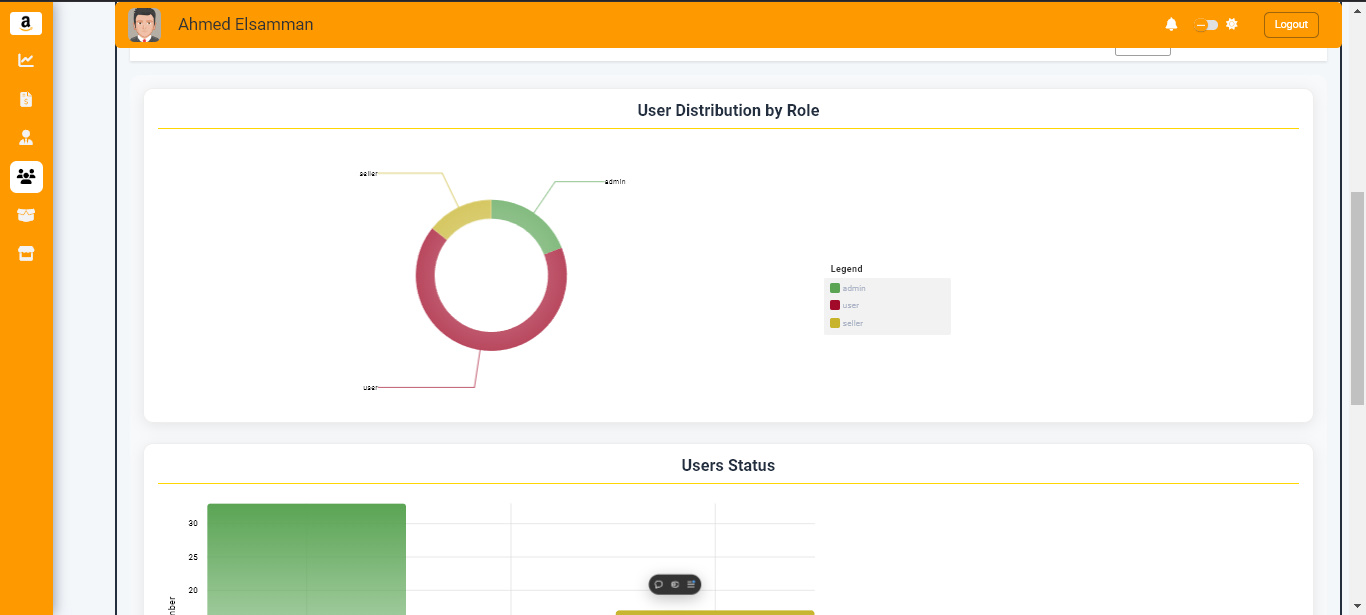 a
Ahmed Elsamman
Logout
User Distribution by Role
seller
admin
user
Legend
admin
user
seller
Users Status
30
25
20